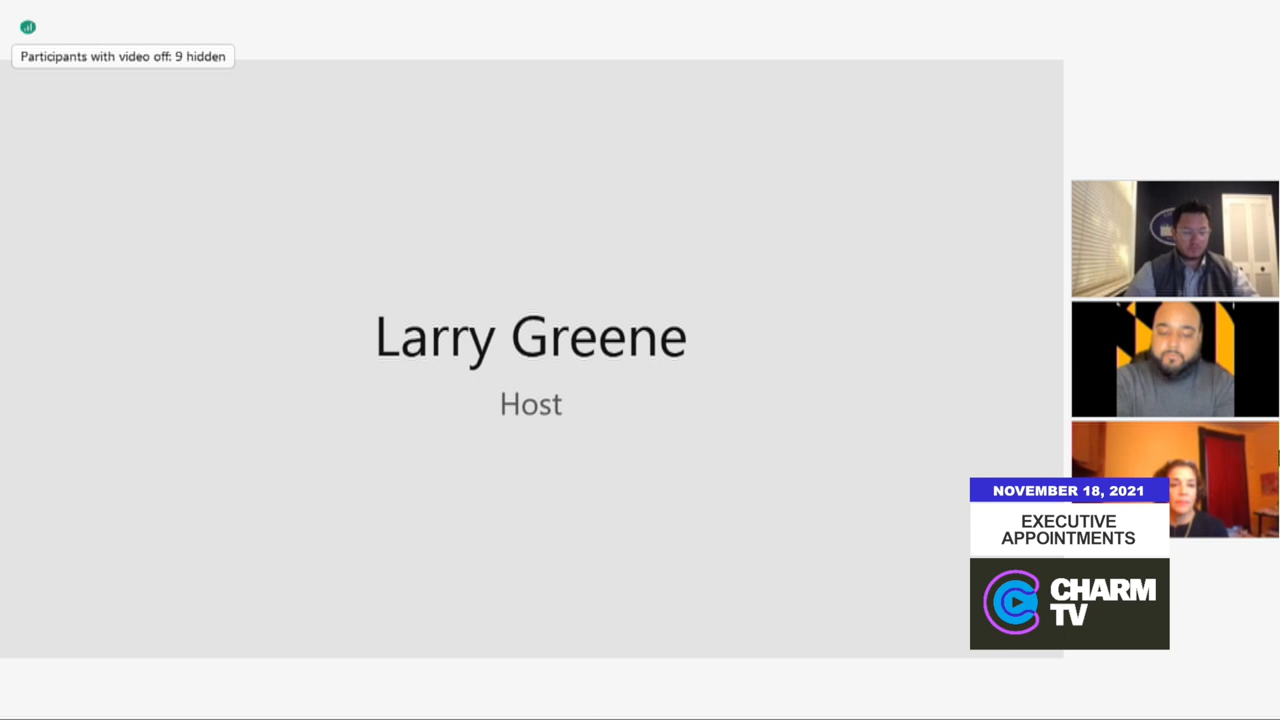 Participants with video off: 9 hidden
Larry Greene
Host
NOVEMBER 18, 2021
EXECUTIVE
APPOINTMENTS
CHARM
TV